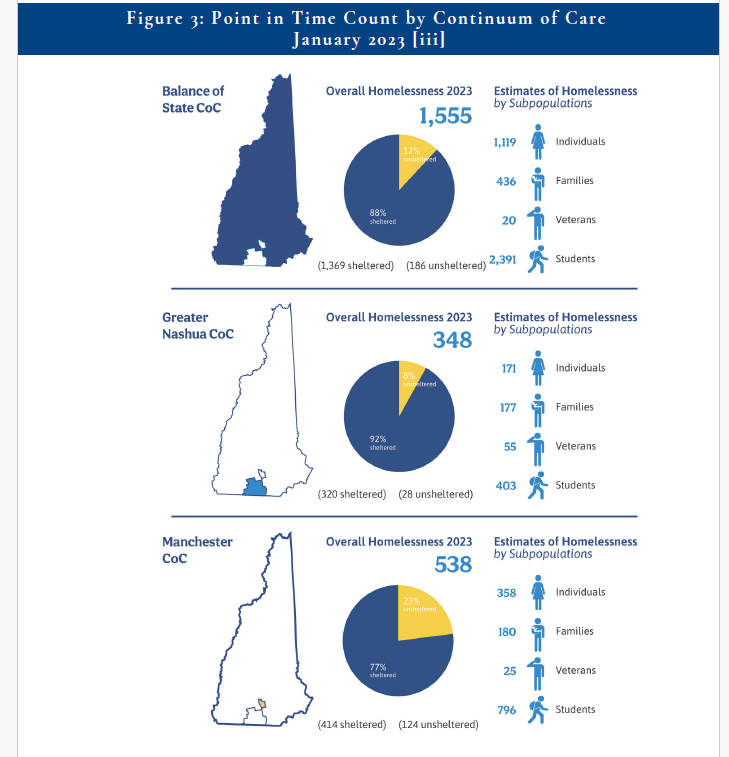 Figure 3: Point in Time Count by Continuum of Care
January 2023 [iii]
Balance of
State CoC
Overall Homelessness 2023
1,555
12%
unsheltered
88%
sheltered
(1,369 sheltered) (186 unsheltered)
Estimates of Homelessness
by Subpopulations
1,119 Individuals
436 Families
20 Veterans
2,391 Students
Greater
Nashua CoC
Overall Homelessness 2023
348
8%
unsheltered
92%
sheltered
(320 sheltered) (28 unsheltered)
Estimates of Homelessness
by Subpopulations
171 Individuals
177 Families
55 Veterans
403 Students
Manchester
CoC
Overall Homelessness 2023
538
23%
unsheltered
77%
sheltered
(414 sheltered) (124 unsheltered)
Estimates of Homelessness
by Subpopulations
358 Individuals
180 Families
25 Veterans
796 Students